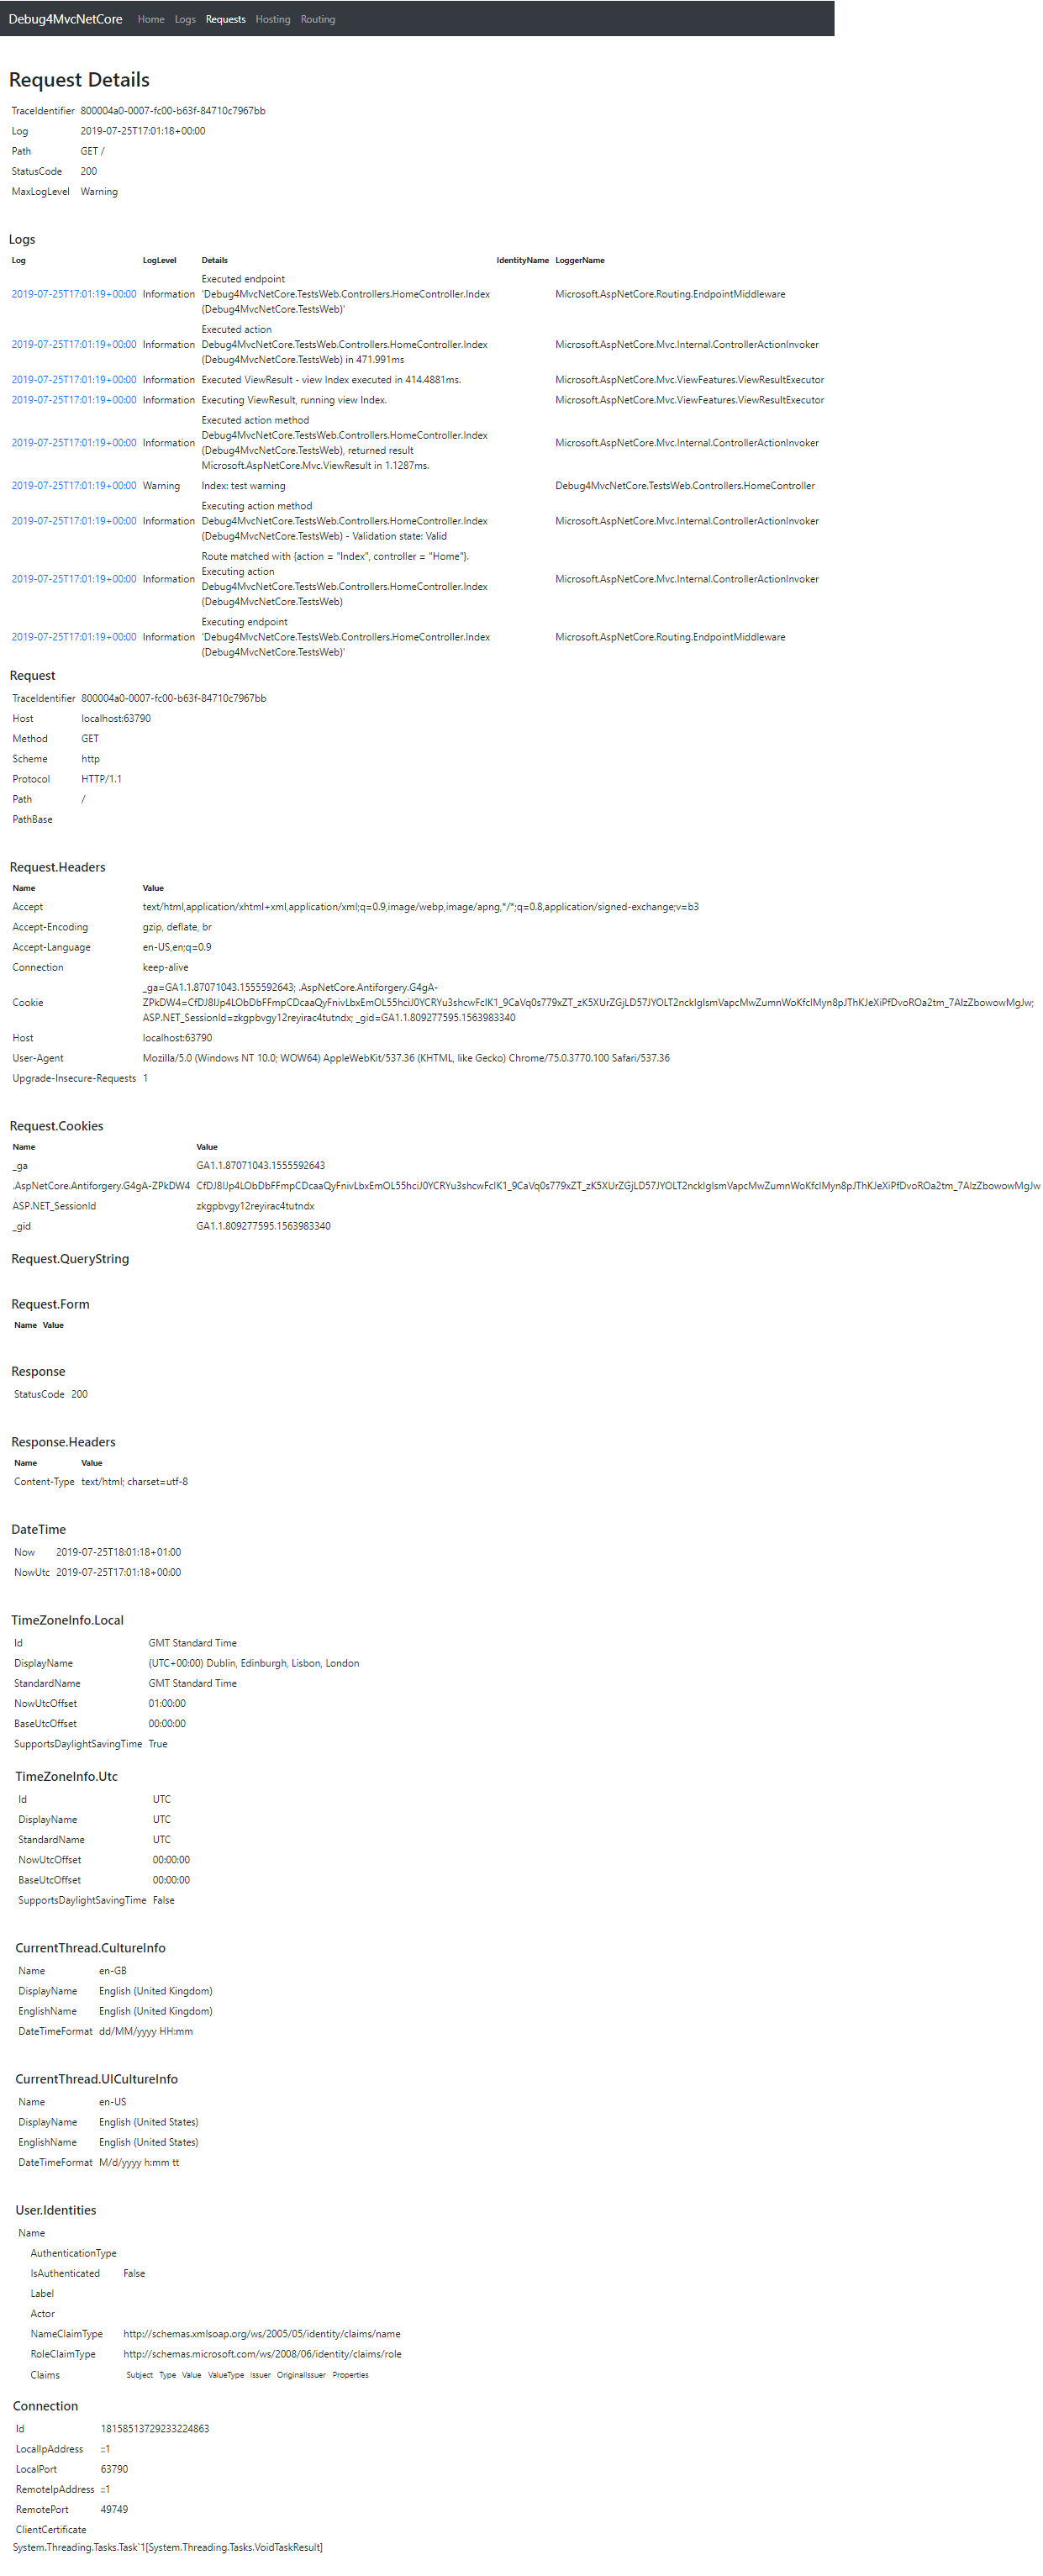 Debug4MvcNetCore Home Logs Requests Hosting Routing
Request Details
TraceIdentifier 800004a0-0007-fc00-b63f-84710c7967bb
Log 2019-07-25T17:01:18+00:00
Path GET /
StatusCode 200
MaxLogLevel Warning
Logs
Log LogLevel Details IdentityName LoggerName
Executed endpoint
2019-07-25T17:01:19+00:00 Information 'Debug4MvcNetCore.TestsWeb.Controllers.HomeController.Index Microsoft.AspNetCore.Routing.EndpointMiddleware
(Debug4MvcNetCore.TestsWeb)'
Executed action
2019-07-25T17:01:19+00:00 Information Debug4MvcNetCore.TestsWeb.Controllers.HomeController.Index Microsoft.AspNetCore.Mvc.Internal.ControllerActionInvoker
(Debug4MvcNetCore.TestsWeb) in 471.991ms
2019-07-25T17:01:19+00:00 Information Executed ViewResult - view Index executed in 414.4881ms. Microsoft.AspNetCore.Mvc.ViewFeatures.ViewResultExecutor
2019-07-25T17:01:19+00:00 Information Executing ViewResult, running view Index. Microsoft.AspNetCore.Mvc.ViewFeatures.ViewResultExecutor
Executed action method
Debug4MvcNetCore.TestsWeb.Controllers.HomeController.Index
2019-07-25T17:01:19+00:00 Information (Debug4MvcNetCore.TestsWeb), returned result Microsoft.AspNetCore.Mvc.Internal.ControllerActionInvoker
Microsoft.AspNetCore.Mvc.ViewResult in 1.1287ms.
2019-07-25T17:01:19+00:00 Warning Index: test warning Debug4MvcNetCore.TestsWeb.Controllers.HomeController
Executing action method
2019-07-25T17:01:19+00:00 Information Debug4MvcNetCore.TestsWeb.Controllers.HomeController.Index Microsoft.AspNetCore.Mvc.Internal.ControllerActionInvoker
(Debug4MvcNetCore.TestsWeb) - Validation state: Valid
Route matched with {action = "Index", controller = "Home"}.
Executing action
2019-07-25T17:01:19+00:00 Information Debug4MvcNetCore.TestsWeb.Controllers.HomeController.Index Microsoft.AspNetCore.Mvc.Internal.ControllerActionInvoker
(Debug4MvcNetCore.TestsWeb)
Executing endpoint
2019-07-25T17:01:19+00:00 Information 'Debug4MvcNetCore.TestsWeb.Controllers.HomeController.Index Microsoft.AspNetCore.Routing.EndpointMiddleware
(Debug4MvcNetCore.TestsWeb)'
Request
TraceIdentifier 800004a0-0007-fc00-b63f-84710c7967bb
Host localhost:63790
Method GET
Scheme http
Protocol HTTP/1.1
Path /
PathBase
Request.Headers
Name Value
Accept text/html,application/xhtml+xml,application/xml;q=0.9,image/webp,image/apng,*/*;q=0.8,application/signed-exchange;v=b3
Accept-Encoding gzip, deflate, br
Accept-Language en-US,en;q=0.9
Connection keep-alive
_ga=GA1.1.87071043.1555592643; .AspNetCore.Antiforgery.G4gA-
Cookie ZPkDW4=CfDJ8IJp4LObDbFFmpCDcaaQyFnivLbxEmOL55hciJ0YCRYu3shcwFcIK1_9CaVq0s779xZT_zK5XUrZGjLD57JYOLT2nckIgIsmVapcMwZumnWoKfcIMyn8pJThKJeXiPfDvoROa2tm_7AIzZbowowMgJw;
ASP.NET_SessionId=zkgpbvgy12reyirac4tutndx; _gid=GA1.1.809277595.1563983340
Host localhost:63790
User-Agent Mozilla/5.0 (Windows NT 10.0; WOW64) AppleWebKit/537.36 (KHTML, like Gecko) Chrome/75.0.3770.100 Safari/537.36
Upgrade-Insecure-Requests 1
Request.Cookies
Name Value
_ga GA1.1.87071043.1555592643
.AspNetCore.Antiforgery.G4gA-ZPkDW4 CfDJ8IJp4LObDbFFmpCDcaaQyFnivLbxEmOL55hciJ0YCRYu3shcwFcIK1_9CaVq0s779xZT_zK5XUrZGjLD57JYOLT2nckIgIsmVapcMwZumnWoKfcIMyn8pJThKJeXiPfDvoROa2tm_7AIzZbowowMgJw
ASP.NET_SessionId zkgpbvgy12reyirac4tutndx
_gid GA1.1.809277595.1563983340
Request.QueryString
Request.Form
Name Value
Response
StatusCode 200
Response.Headers
Name Value
Content-Type text/html; charset=utf-8
DateTime
Now 2019-07-25T18:01:18+01:00
NowUtc 2019-07-25T17:01:18+00:00
TimeZoneInfo.Local
Id GMT Standard Time
DisplayName (UTC+00:00) Dublin, Edinburgh, Lisbon, London
StandardName GMT Standard Time
NowUtcOffset 01:00:00
BaseUtcOffset 00:00:00
SupportsDaylightSavingTime True
TimeZoneInfo.Utc
Id UTC
DisplayName UTC
StandardName UTC
NowUtcOffset 00:00:00
BaseUtcOffset 00:00:00
SupportsDaylightSavingTime False
CurrentThread.CultureInfo
Name en-GB
DisplayName English (United Kingdom)
EnglishName English (United Kingdom)
DateTimeFormat dd/MM/yyyy HH:mm
CurrentThread.UICultureInfo
Name en-US
DisplayName English (United States)
EnglishName English (United States)
DateTimeFormat M/d/yyyy h:mm tt
User.Identities
Name
AuthenticationType
IsAuthenticated False
Label
Actor
NameClaimType http://schemas.xmlsoap.org/ws/2005/05/identity/claims/name
RoleClaimType http://schemas.microsoft.com/ws/2008/06/identity/claims/role
Claims Subject Type Value ValueType Issuer OriginalIssuer Properties
Connection
Id 18158513729233224863
LocalIpAddress ::1
LocalPort 63790
RemoteIpAddress ::1
RemotePort 49749
ClientCertificate
System.Threading.Tasks.Task`1[System.Threading.Tasks.VoidTaskResult]